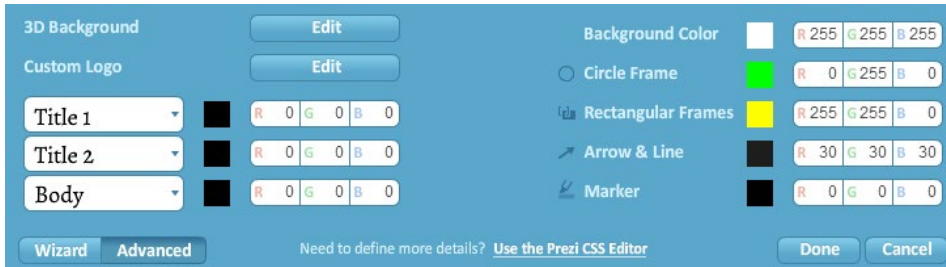 3D Background Edit
Custom Logo Edit
Title 1 R 0 G 0 B 0
Title 2 R 0 G 0 B 0
Body R 0 G 0 B 0
Background Color R 255 G 255 B 255
Circle Frame R 0 G 255 B 0
Rectangular Frames R 255 G 255 B 0
Arrow & Line R 30 G 30 B 30
Marker R 0 G 0 B 0
Wizard Advanced Need to define more details? Use the Prezi CSS Editor Done Cancel